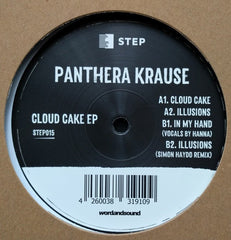 STEP
PANTHERA KRAUSE
CLOUD CAKE EP
STEP015
A1. CLOUD CAKE
A2. ILLUSIONS
B1. IN MY HAND
(VOCALS BY HANNA)
B2. ILLUSIONS
(SIMON HAYDO REMIX)
4 260038 319109
wordandsound